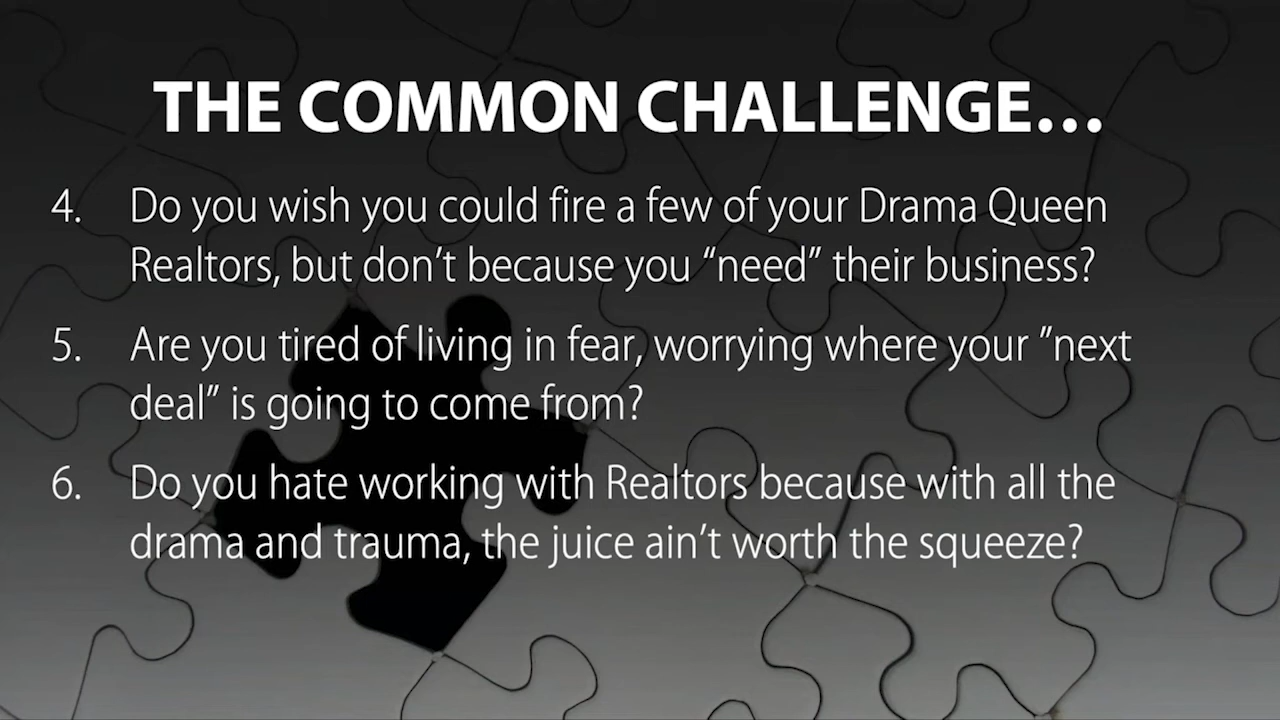 THE COMMON CHALLENGE...
4. Do you wish you could fire a few of your Drama Queen
Realtors, but don’t because you “need” their business?
5. Are you tired of living in fear, worrying where your ”next
deal” is going to come from?
6. Do you hate working with Realtors because with all the
drama and trauma, the juice ain’t worth the squeeze?